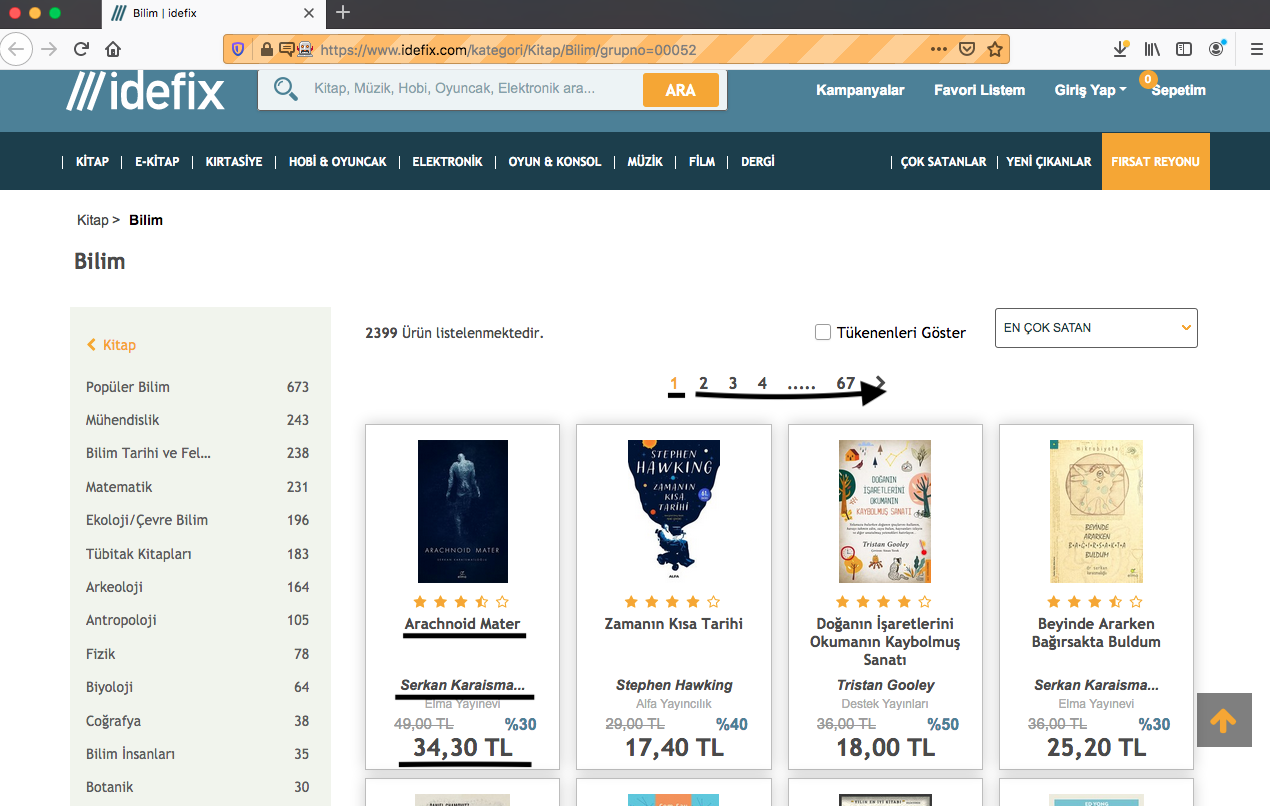 Bilim | idefix
https://www.idefix.com/kategori/Kitap/Bilim/grupno=00052
idefix
Kitap, Müzik, Hobi, Oyuncak, Elektronik ara...
ARA
Kampanyalar
Favori Listem
Giriş Yap
0
Sepetim
KİTAP
E-KİTAP
KIRTASİYE
HOBİ & OYUNCAK
ELEKTRONİK
OYUN & KONSOL
MÜZİK
FİLM
DERGİ
ÇOK SATANLAR
YENİ ÇIKANLAR
FIRSAT REYONU
Kitap > Bilim
Bilim
Kitap
Popüler Bilim 673
Mühendislik 243
Bilim Tarihi ve Fel... 238
Matematik 231
Ekoloji/Çevre Bilim 196
Tübitak Kitapları 183
Arkeoloji 164
Antropoloji 105
Fizik 78
Biyoloji 64
Coğrafya 38
Bilim İnsanları 35
Botanik 30
2399 Ürün listelenmektedir.
Tükenenleri Göster
EN ÇOK SATAN
1 2 3 4 ..... 67
ARACHNOID MATER
Arachnoid Mater
Serkan Karaisma...
Elma Yayınevi
49,00 TL %30
34,30 TL
STEPHEN
HAWKING
ZAMANIN
KISA
TARİHİ
ALFA
Zamanın Kısa Tarihi
Stephen Hawking
Alfa Yayıncılık
29,00 TL %40
17,40 TL
DOĞANIN
İŞARETLERİNİ
OKUMANIN
KAYBOLMUŞ
SANATI
Tristan Gooley
Doğanın İşaretlerini
Okumanın Kaybolmuş
Sanatı
Tristan Gooley
Destek Yayınları
36,00 TL %50
18,00 TL
mikrobiyota
BEYİNDE
ARARKEN
BAĞIRSAKTA
BULDUM
Beyinde Ararken
Bağırsakta Buldum
Serkan Karaisma...
Elma Yayınevi
36,00 TL %30
25,20 TL